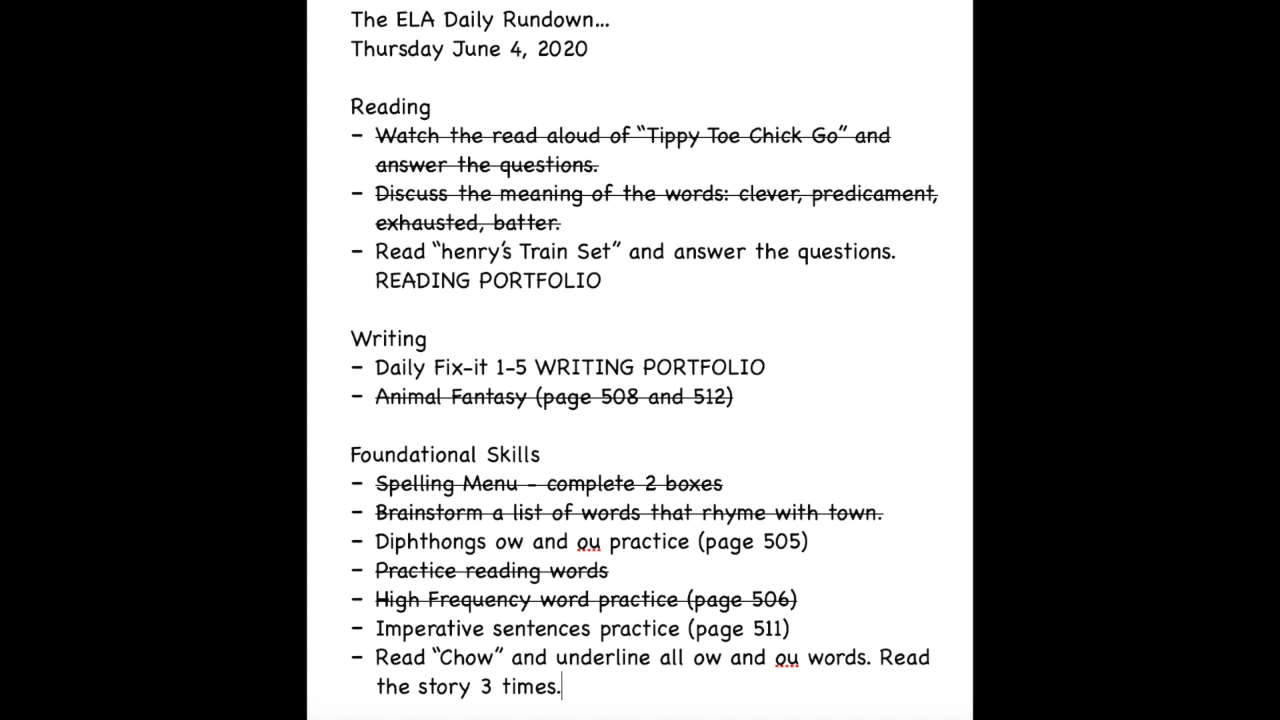 The ELA Daily Rundown...
Thursday June 4, 2020
Reading
- Watch the read aloud of "Tippy Toe Chick Go" and
answer the questions.
- Discuss the meaning of the words: clever, predicament,
exhausted, batter.
- Read "henry's Train Set" and answer the questions.
READING PORTFOLIO
Writing
- Daily Fix-it 1-5 WRITING PORTFOLIO
- Animal Fantasy (page 508 and 512)
Foundational Skills
- Spelling Menu - complete 2 boxes
- Brainstorm a list of words that rhyme with town.
- Diphthongs ow and ou practice (page 505)
- Practice reading words
- High Frequency word practice (page 506)
- Imperative sentences practice (page 511)
- Read "Chow" and underline all ow and ou words. Read
the story 3 times.